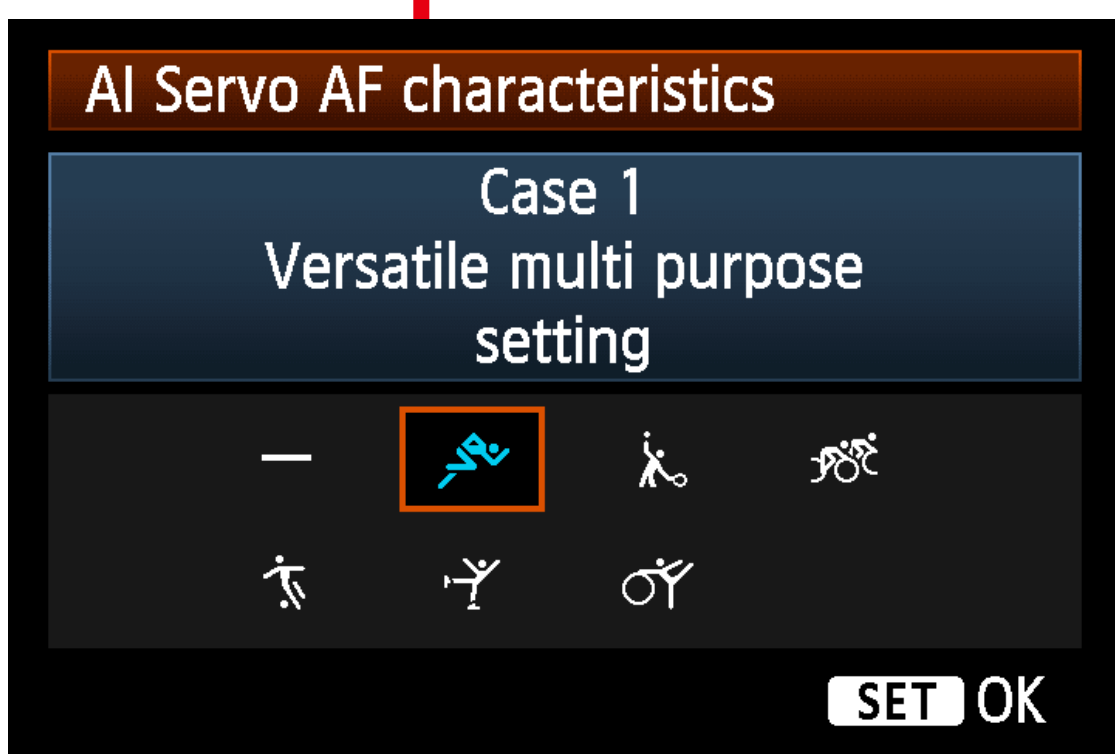 AI Servo AF characteristics
Case 1
Versatile multi purpose
setting
SET OK